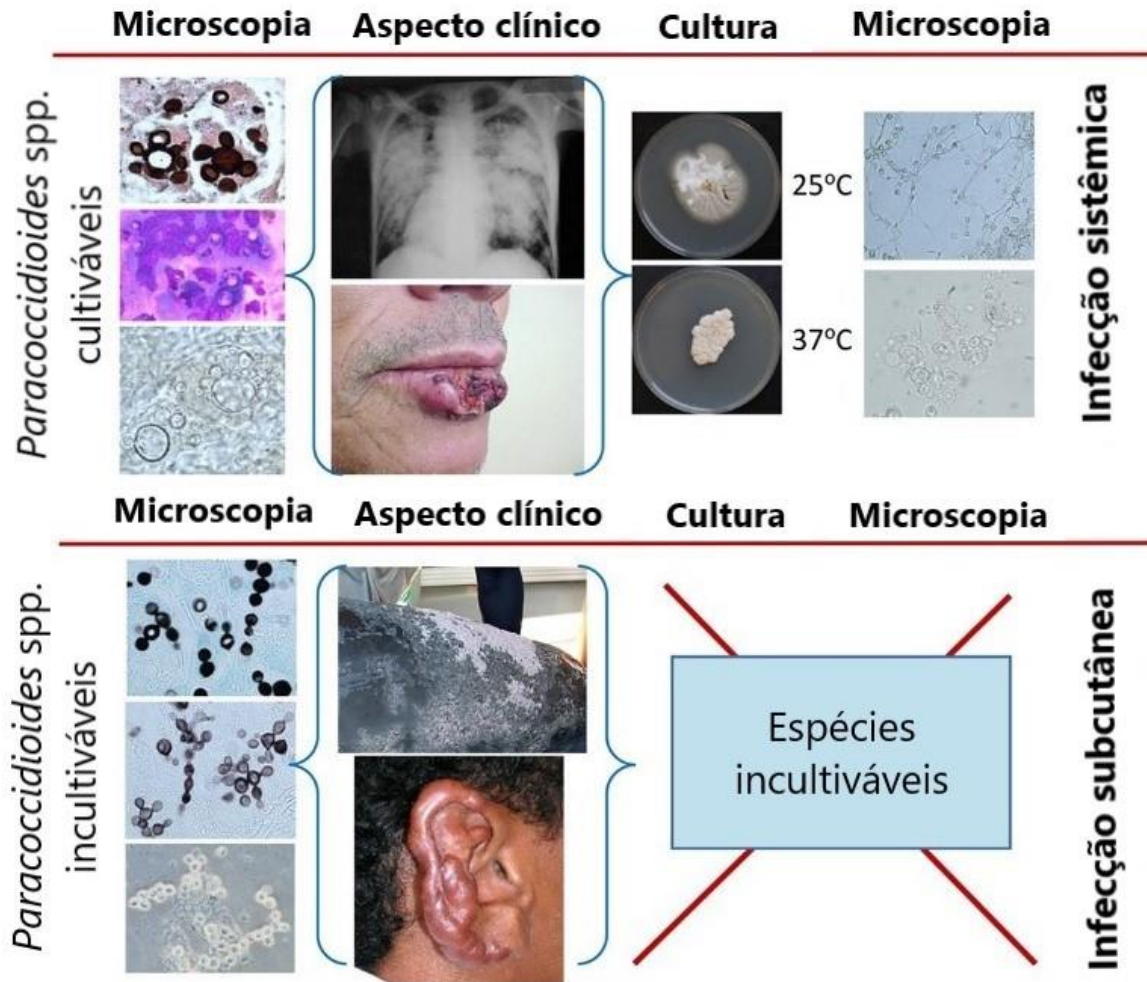 Microscopia Aspecto clínico Cultura Microscopia
Paracoccidioides spp.
cultiváveis
25ºC
37ºC
Infecção sistêmica
Microscopia Aspecto clínico Cultura Microscopia
Paracoccidioides spp.
incultiváveis
Espécies
incultiváveis
Infecção subcutânea